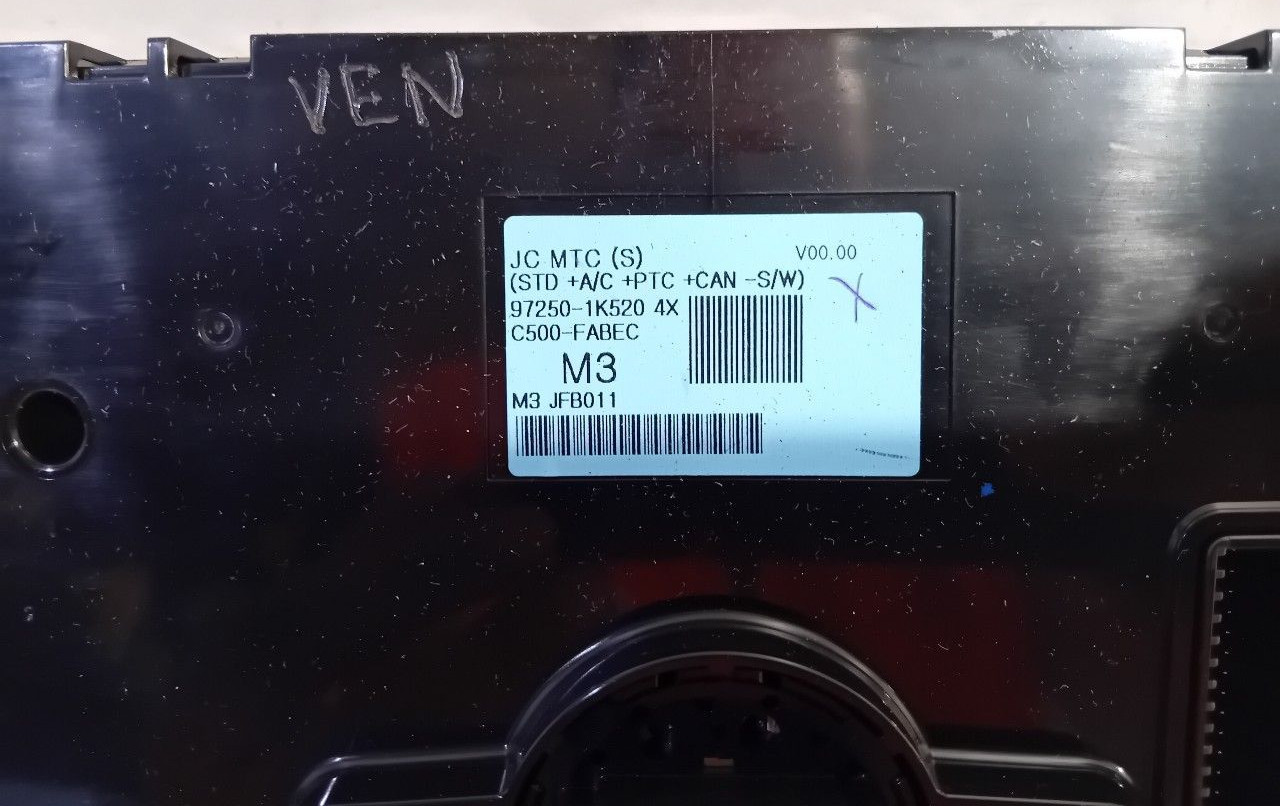 VEN
JC MTC (S) V00.00
(STD +A/C +PTC +CAN -S/W)
97250-1K520 4X
C500-FABEC
M3
M3 JFB011